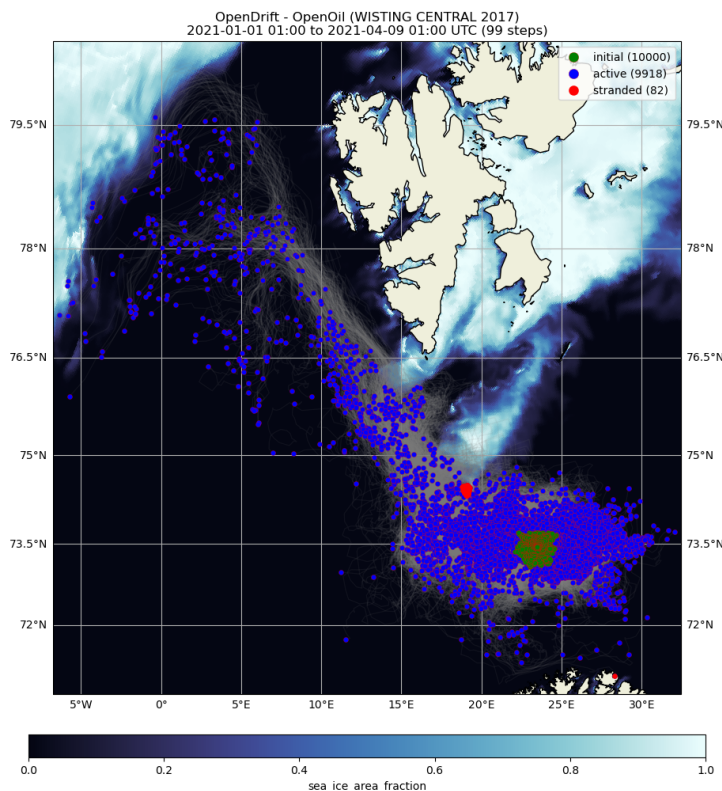 OpenDrift - OpenOil (WISTING CENTRAL 2017)
2021-01-01 01:00 to 2021-04-09 01:00 UTC (99 steps)
initial (10000)
active (9918)
stranded (82)
79.5°N 79.5°N
78°N 78°N
76.5°N 76.5°N
75°N 75°N
73.5°N 73.5°N
72°N 72°N
5°W 0° 5°E 10°E 15°E 20°E 25°E 30°E
0.0 0.2 0.4 0.6 0.8 1.0
sea_ice_area_fraction